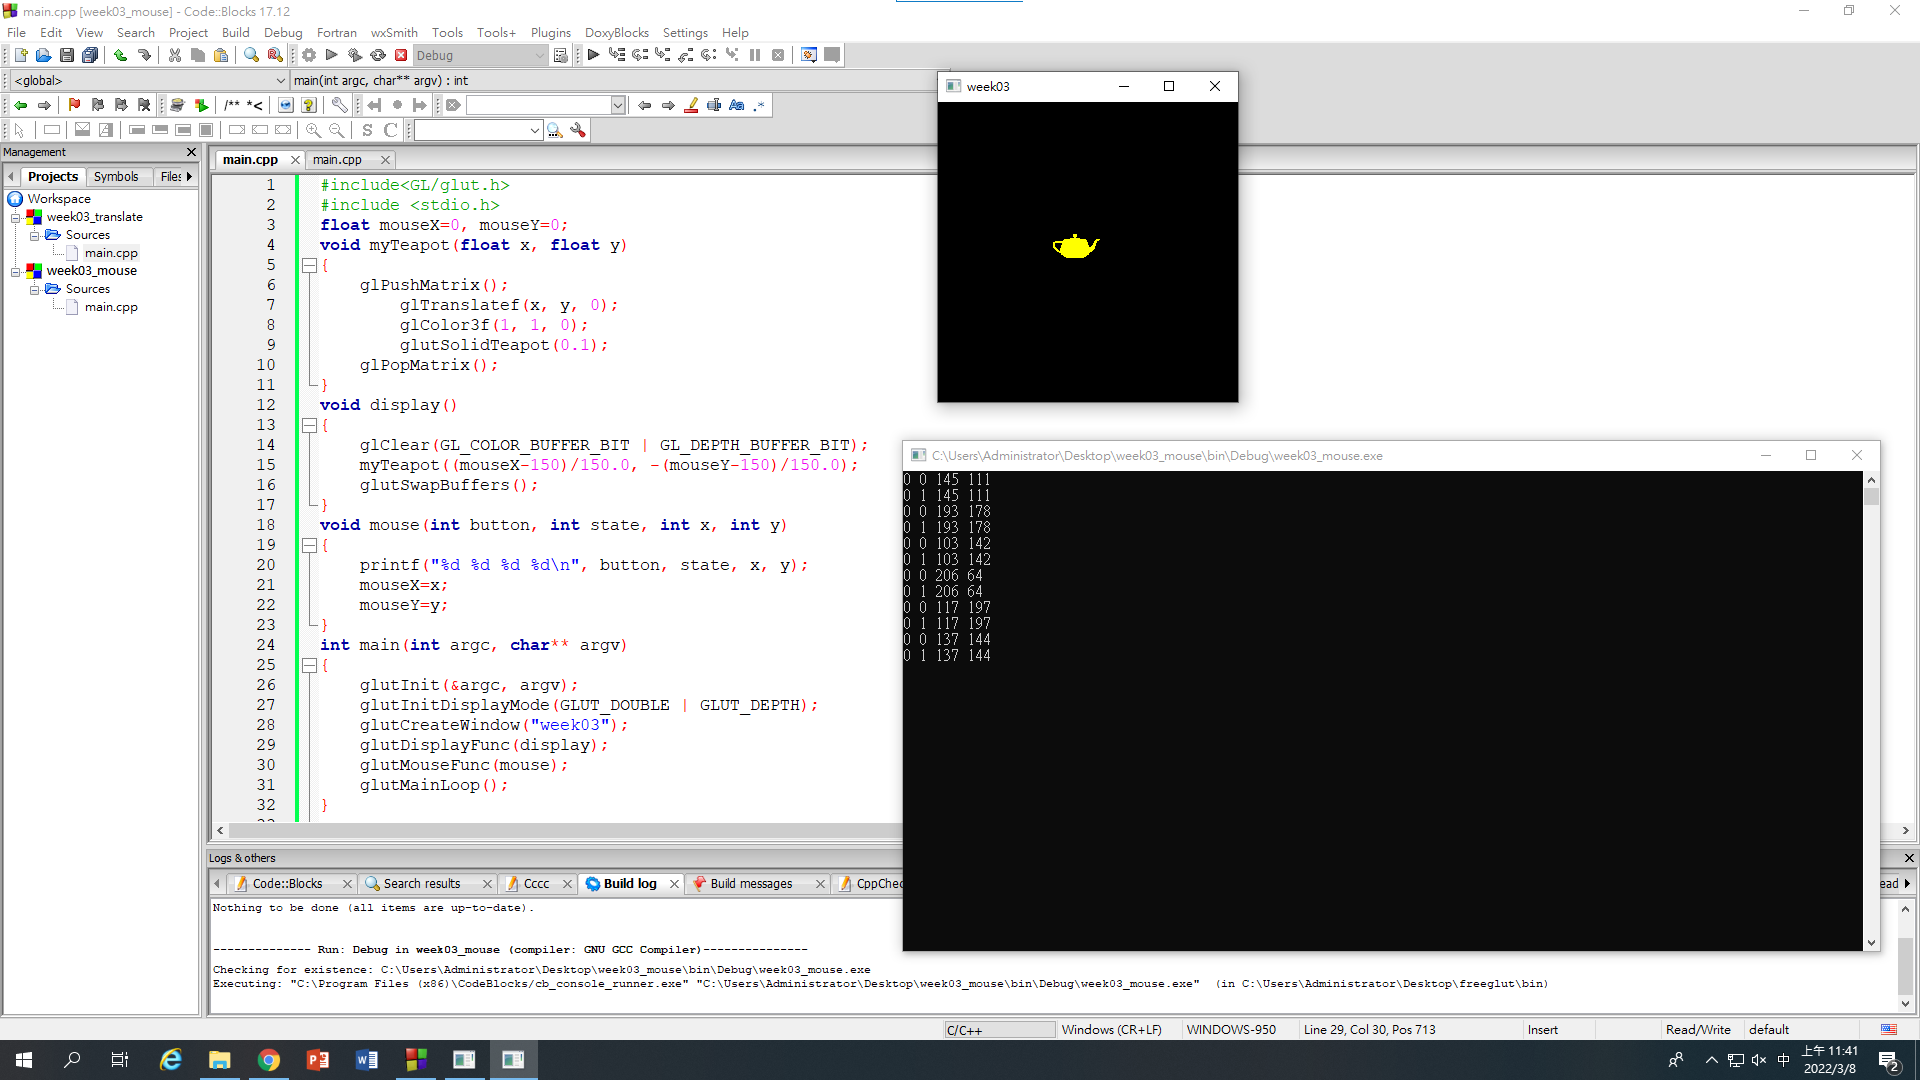 main.cpp [week03_mouse] - Code::Blocks 17.12
File Edit View Search Project Build Debug Fortran wxSmith Tools Tools+ Plugins DoxyBlocks Settings Help
Debug
<global> main(int argc, char** argv) : int
/** *<
Aa .*
S C
Management
Projects Symbols Files
Workspace
week03_translate
Sources
main.cpp
week03_mouse
Sources
main.cpp
main.cpp main.cpp
1 #include<GL/glut.h>
2 #include <stdio.h>
3 float mouseX=0, mouseY=0;
4 void myTeapot(float x, float y)
5 {
6 glPushMatrix();
7 glTranslatef(x, y, 0);
8 glColor3f(1, 1, 0);
9 glutSolidTeapot(0.1);
10 glPopMatrix();
11 }
12 void display()
13 {
14 glClear(GL_COLOR_BUFFER_BIT | GL_DEPTH_BUFFER_BIT);
15 myTeapot((mouseX-150)/150.0, -(mouseY-150)/150.0);
16 glutSwapBuffers();
17 }
18 void mouse(int button, int state, int x, int y)
19 {
20 printf("%d %d %d %d\n", button, state, x, y);
21 mouseX=x;
22 mouseY=y;
23 }
24 int main(int argc, char** argv)
25 {
26 glutInit(&argc, argv);
27 glutInitDisplayMode(GLUT_DOUBLE | GLUT_DEPTH);
28 glutCreateWindow("week03");
29 glutDisplayFunc(display);
30 glutMouseFunc(mouse);
31 glutMainLoop();
32 }
week03
C:\Users\Administrator\Desktop\week03_mouse\bin\Debug\week03_mouse.exe
0 0 145 111
0 1 145 111
0 0 193 178
0 1 193 178
0 0 103 142
0 1 103 142
0 0 206 64
0 1 206 64
0 0 117 197
0 1 117 197
0 0 137 144
0 1 137 144
Logs & others
Code::Blocks Search results Cccc Build log Build messages CppChec ead
Nothing to be done (all items are up-to-date).
-------------- Run: Debug in week03_mouse (compiler: GNU GCC Compiler)---------------
Checking for existence: C:\Users\Administrator\Desktop\week03_mouse\bin\Debug\week03_mouse.exe
Executing: "C:\Program Files (x86)\CodeBlocks/cb_console_runner.exe" "C:\Users\Administrator\Desktop\week03_mouse\bin\Debug\week03_mouse.exe" (in C:\Users\Administrator\Desktop\freeglut\bin)
C/C++ Windows (CR+LF) WINDOWS-950 Line 29, Col 30, Pos 713 Insert Read/Write default
中 上午 11:41
2022/3/8
2